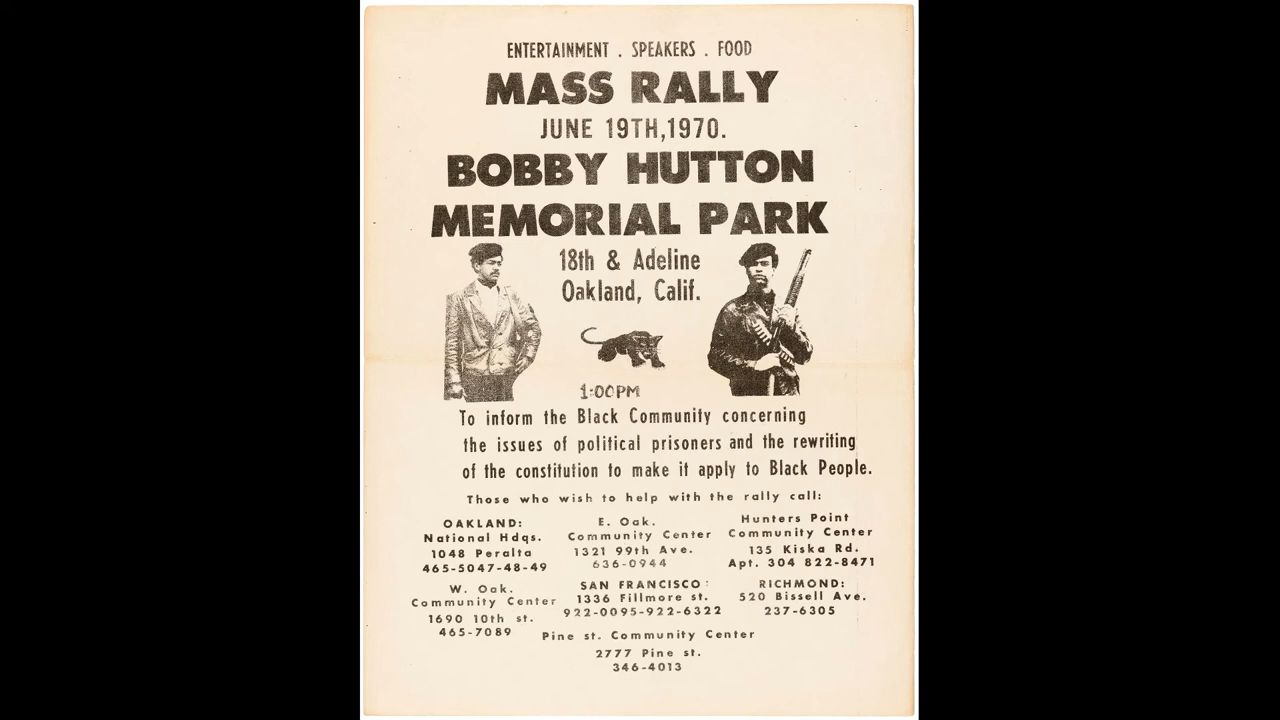 ENTERTAINMENT . SPEAKERS . FOOD
MASS RALLY
JUNE 19TH,1970.
BOBBY HUTTON
MEMORIAL PARK
18th & Adeline
Oakland, Calif.
1:00PM
To inform the Black Community concerning
the issues of political prisoners and the rewriting
of the constitution to make it apply to Black People.
Those who wish to help with the rally call:
OAKLAND:
National Hdqs.
1048 Peralta
465-5047-48-49
E. Oak.
Community Center
1321 99th Ave.
636-0944
Hunters Point
Community Center
135 Kiska Rd.
Apt. 304 822-8471
W. Oak.
Community Center
1690 10th st.
465-7089
SAN FRANCISCO:
1336 Fillmore st.
922-0095-922-6322
RICHMOND:
520 Bissell Ave.
237-6305
Pine st. Community Center
2777 Pine st.
346-4013